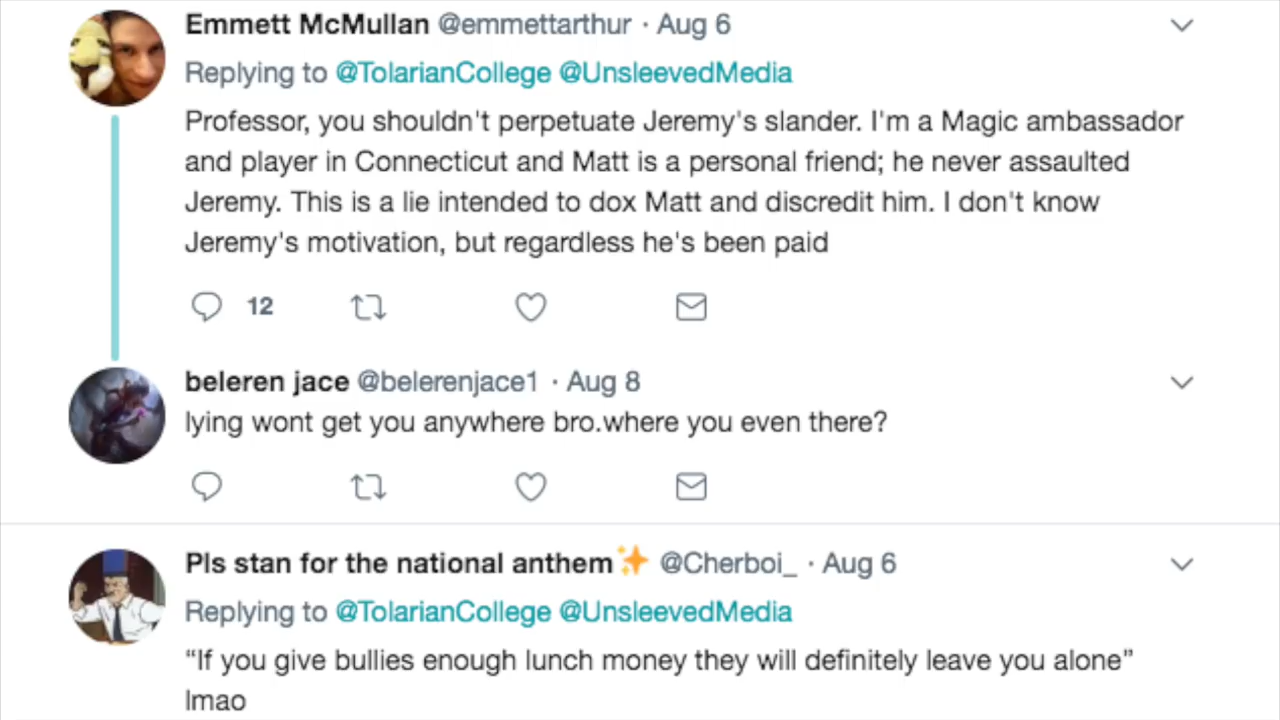 Emmett McMullan @emmettarthur · Aug 6
Replying to @TolarianCollege @UnsleevedMedia
Professor, you shouldn't perpetuate Jeremy's slander. I'm a Magic ambassador
and player in Connecticut and Matt is a personal friend; he never assaulted
Jeremy. This is a lie intended to dox Matt and discredit him. I don't know
Jeremy's motivation, but regardless he's been paid
12
beleren jace @belerenjace1 · Aug 8
lying wont get you anywhere bro.where you even there?
Pls stan for the national anthem✨ @Cherboi_ · Aug 6
Replying to @TolarianCollege @UnsleevedMedia
“If you give bullies enough lunch money they will definitely leave you alone”
lmao